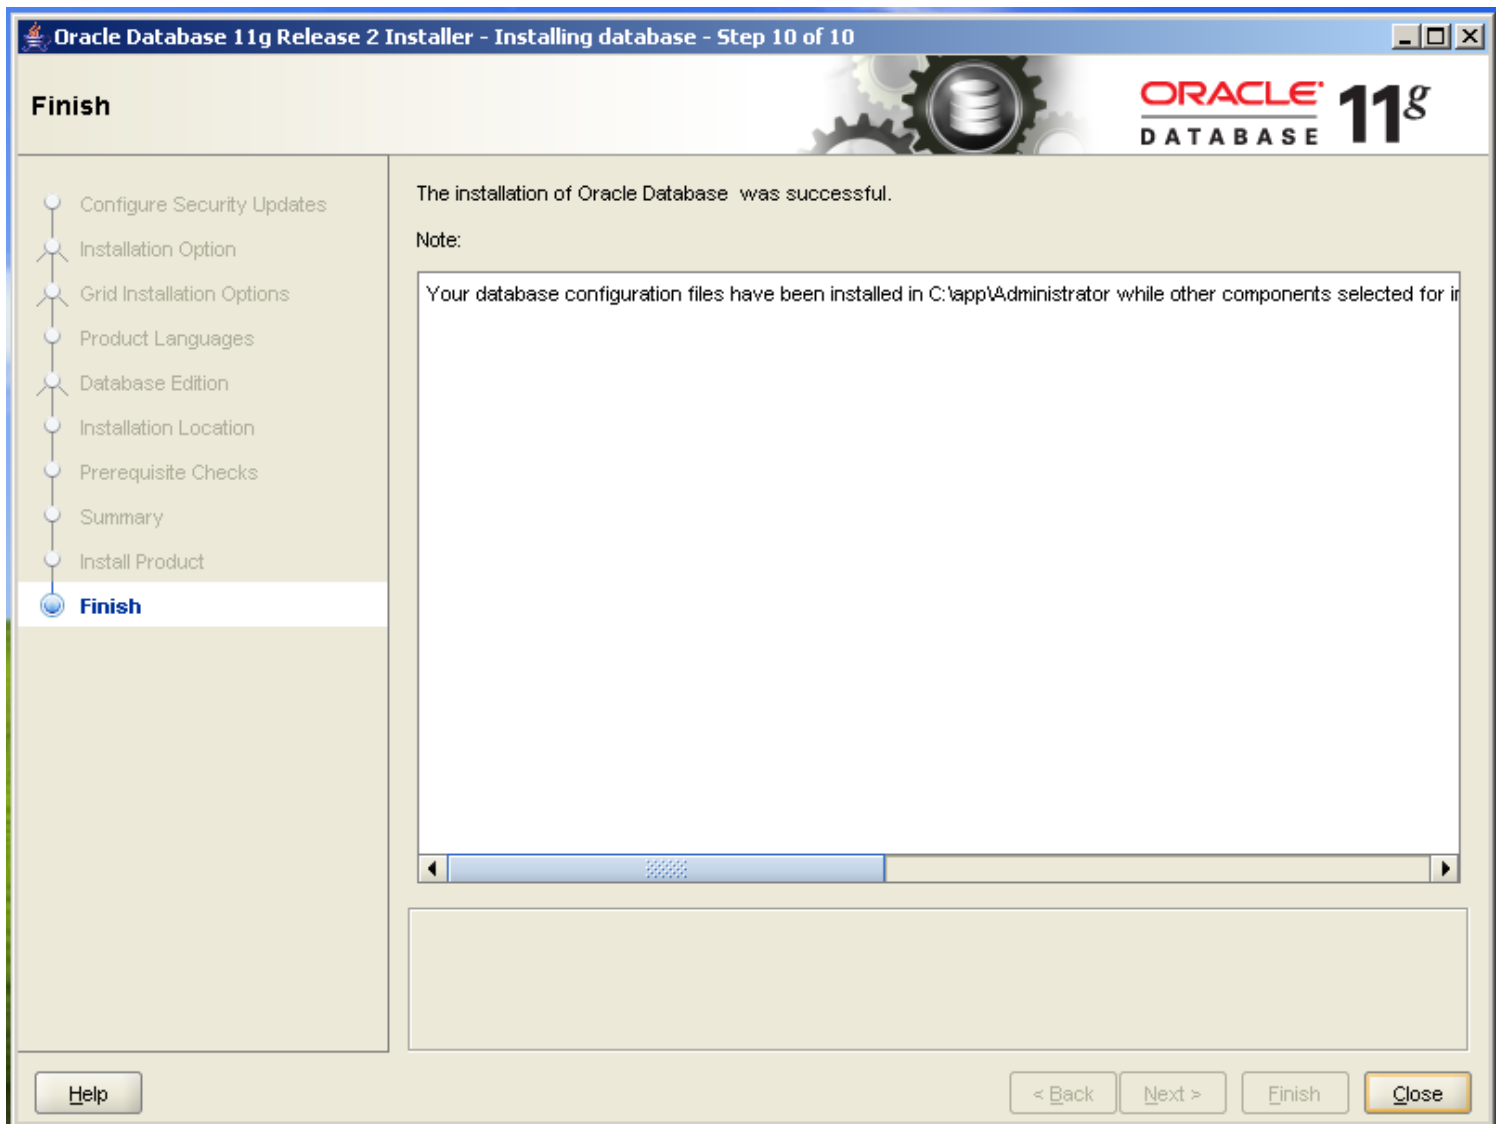 Oracle Database 11g Release 2 Installer - Installing database - Step 10 of 10
Finish
ORACLE 11g
DATABASE
Configure Security Updates
Installation Option
Grid Installation Options
Product Languages
Database Edition
Installation Location
Prerequisite Checks
Summary
Install Product
Finish
The installation of Oracle Database was successful.
Note:
Your database configuration files have been installed in C:\app\Administrator while other components selected for
Help
< Back
Next >
Finish
Close